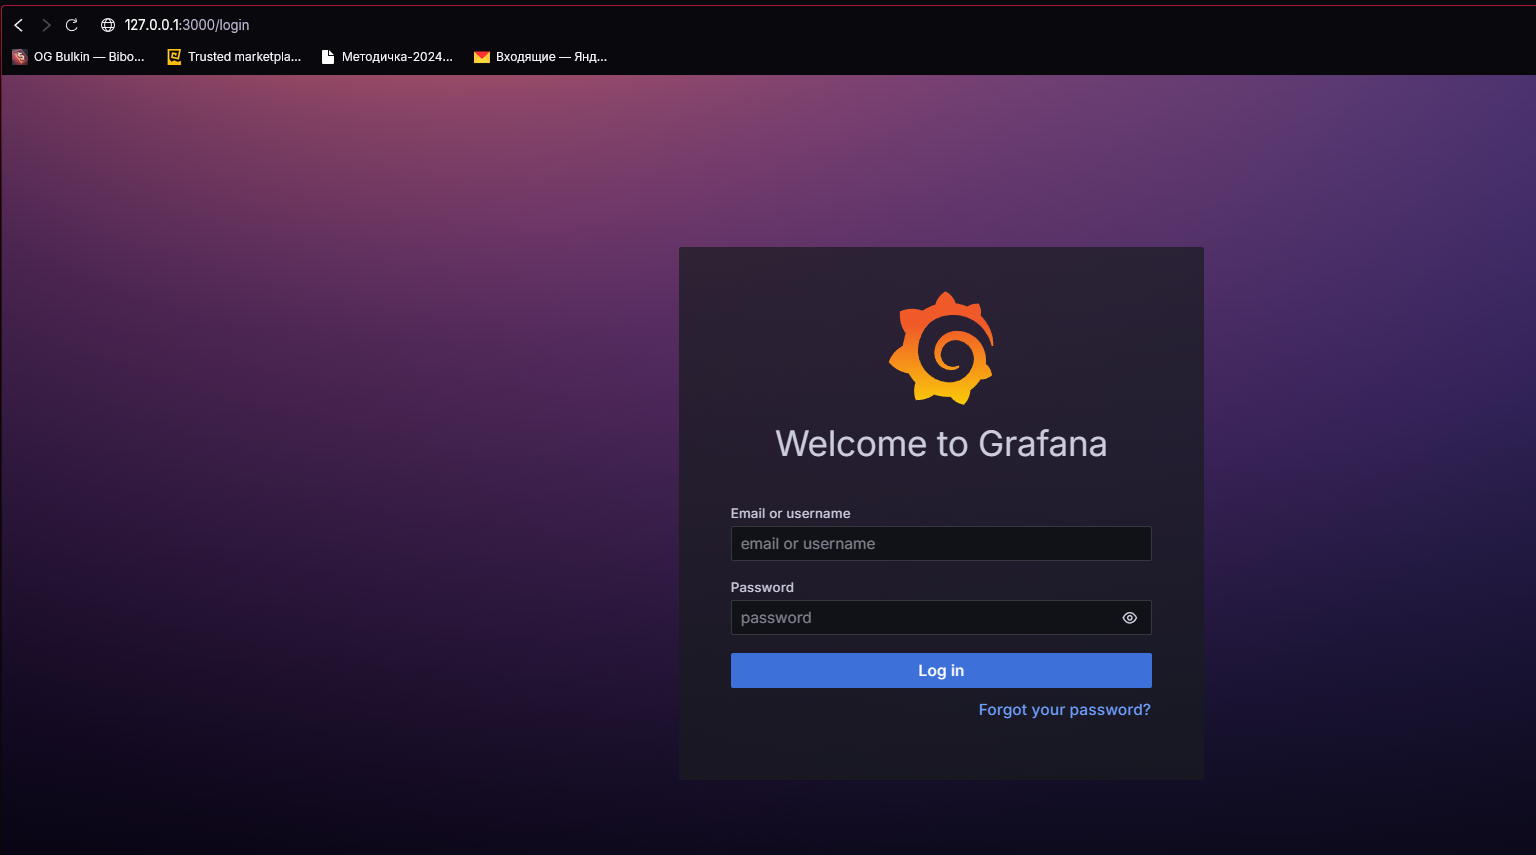 127.0.0.1:3000/login
OG Bulkin — Bibo... Trusted marketpla... Методичка-2024... Входящие — Янд...
Welcome to Grafana
Email or username
email or username
Password
password
Log in
Forgot your password?